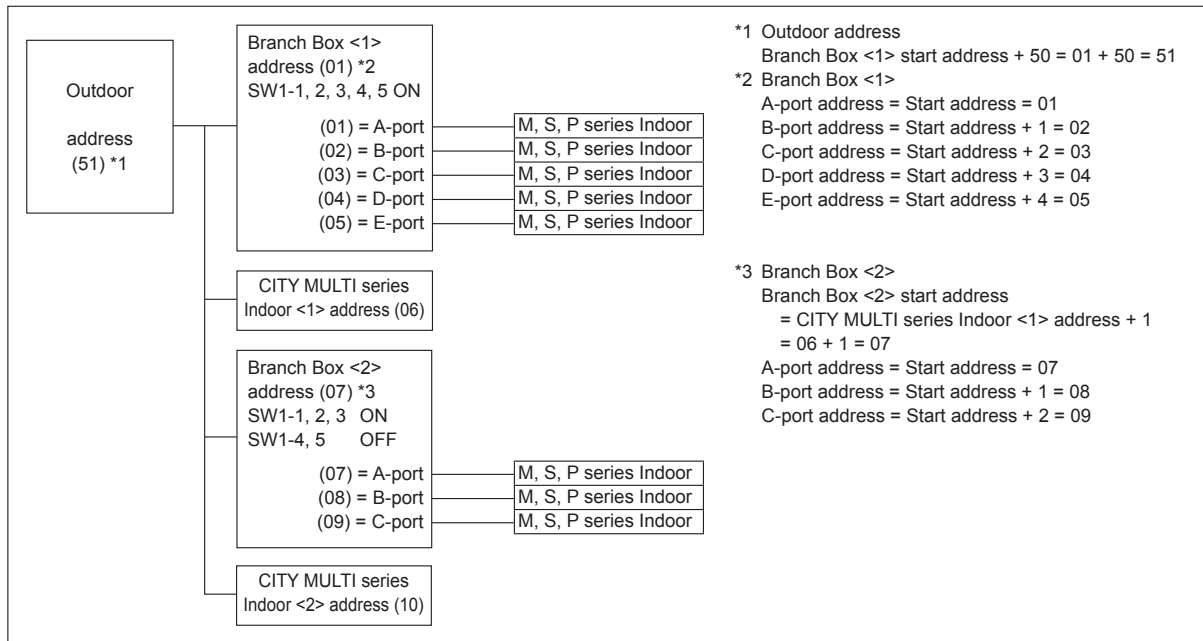 Outdoor
address
(51) *1
Branch Box <1>
address (01) *2
SW1-1, 2, 3, 4, 5 ON
(01) = A-port
M, S, P series Indoor
(02) = B-port
M, S, P series Indoor
(03) = C-port
M, S, P series Indoor
(04) = D-port
M, S, P series Indoor
(05) = E-port
M, S, P series Indoor
CITY MULTI series
Indoor <1> address (06)
Branch Box <2>
address (07) *3
SW1-1, 2, 3 ON
SW1-4, 5 OFF
(07) = A-port
M, S, P series Indoor
(08) = B-port
M, S, P series Indoor
(09) = C-port
M, S, P series Indoor
CITY MULTI series
Indoor <2> address (10)
*1 Outdoor address
Branch Box <1> start address + 50 = 01 + 50 = 51
*2 Branch Box <1>
A-port address = Start address = 01
B-port address = Start address + 1 = 02
C-port address = Start address + 2 = 03
D-port address = Start address + 3 = 04
E-port address = Start address + 4 = 05
*3 Branch Box <2>
Branch Box <2> start address
= CITY MULTI series Indoor <1> address + 1
= 06 + 1 = 07
A-port address = Start address = 07
B-port address = Start address + 1 = 08
C-port address = Start address + 2 = 09